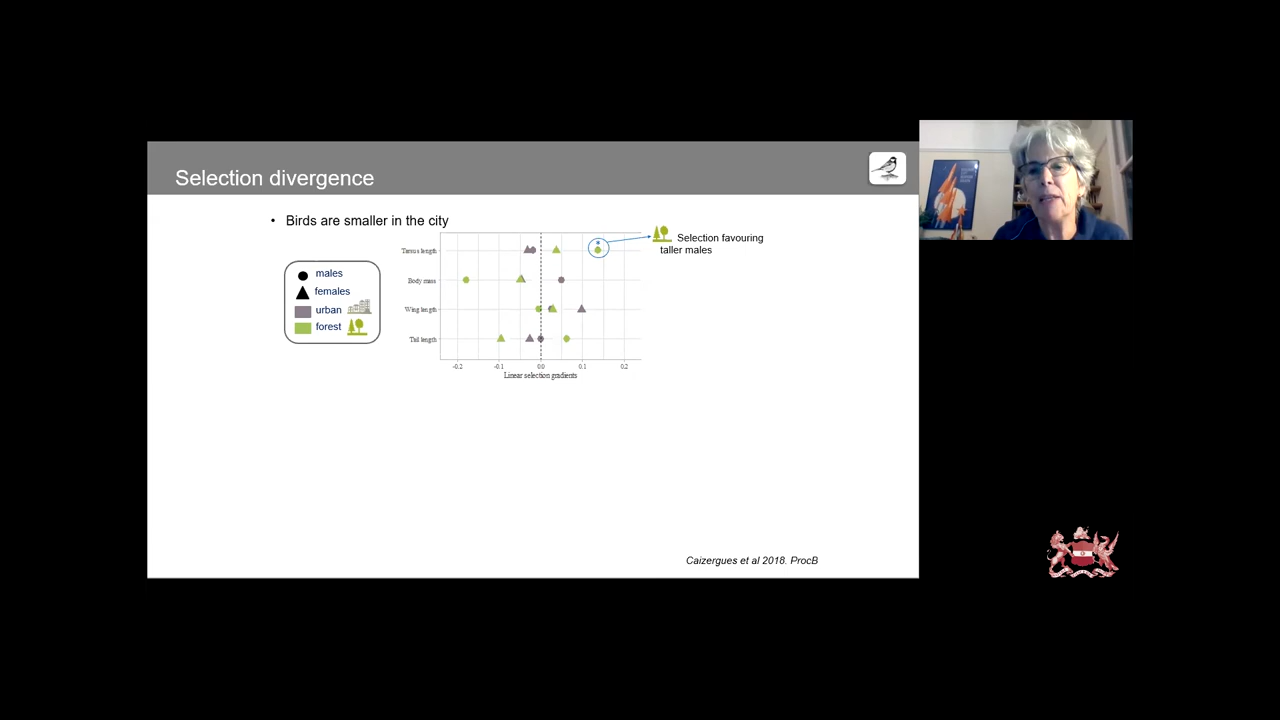 Selection divergence
• Birds are smaller in the city
males
females
urban
forest
Tarsus length
Body mass
Wing length
Tail length
-0.2 -0.1 0.0 0.1 0.2
Linear selection gradients
*
Selection favouring
taller males
Caizergues et al 2018. ProcB